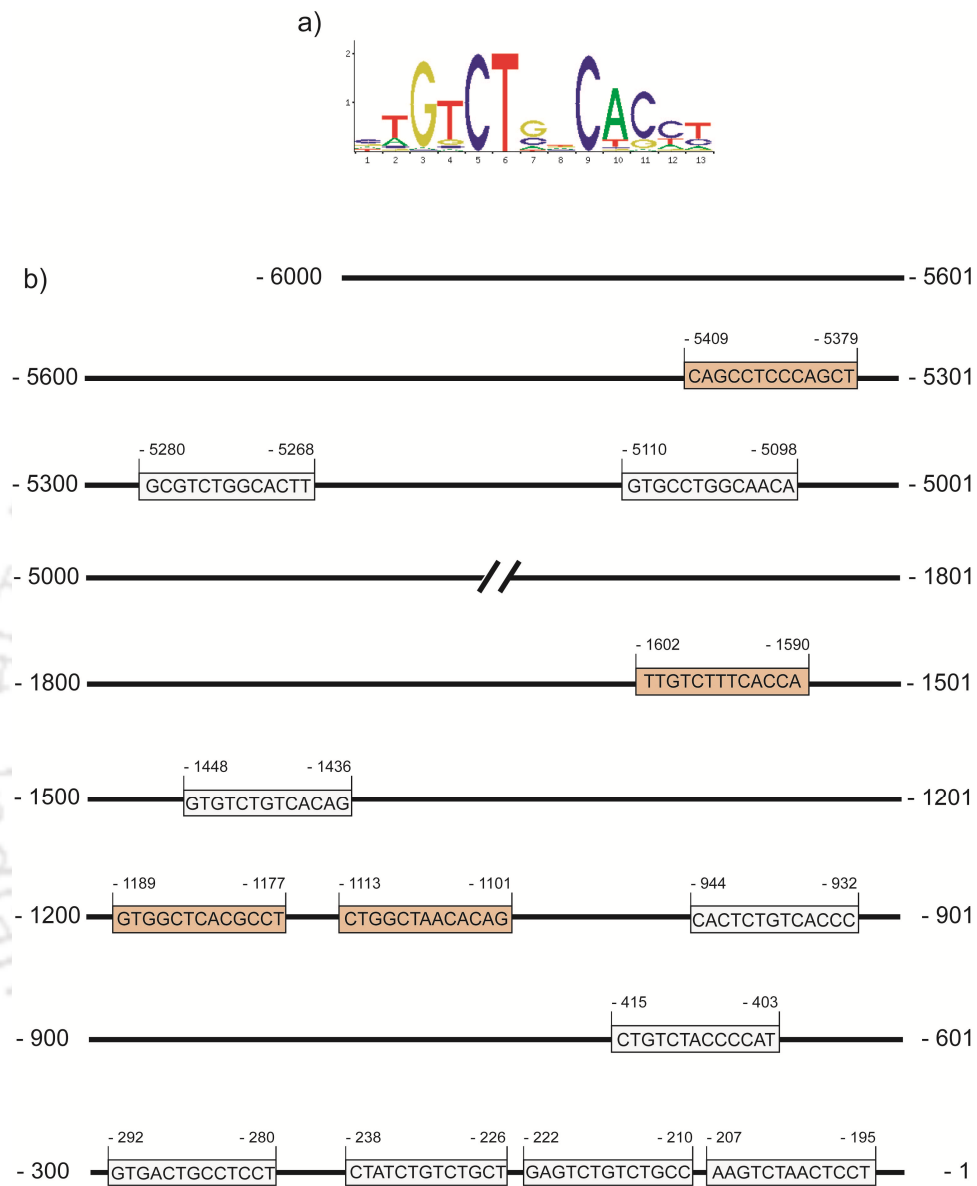 a)
2
1
1 2 3 4 5 6 7 8 9 10 11 12 13
b)
- 6000 - 5601
- 5409 - 5379
- 5600 CAGCCTCCCAGCT - 5301
- 5280 - 5268 - 5110 - 5098
- 5300 GCGTCTGGCACTT GTGCCTGGCAACA - 5001
- 5000 - 1801
- 1602 - 1590
- 1800 TTGTCTTTCACCA - 1501
- 1448 - 1436
- 1500 GTGTCTGTCACAG - 1201
- 1189 - 1177 - 1113 - 1101 - 944 - 932
- 1200 GTGGCTCACGCCT CTGGCTAACACAG CACTCTGTCACCC - 901
- 415 - 403
- 900 CTGTCTACCCCAT - 601
- 292 - 280 - 238 - 226 - 222 - 210 - 207 - 195
- 300 GTGACTGCCTCCT CTATCTGTCTGCT GAGTCTGTCTGCC AAGTCTAACTCCT - 1